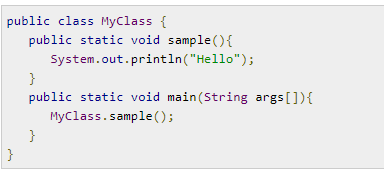 public class MyClass {
   public static void sample(){
      System.out.println("Hello");
   }
   public static void main(String args[]){
      MyClass.sample();
   }
}